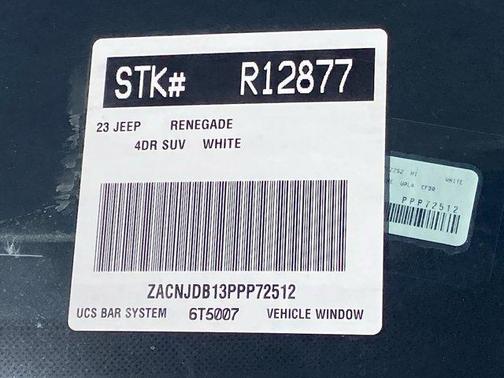 STK# R12877
23 JEEP RENEGADE
4DR SUV WHITE
ZACNJDB13PPP72512
UCS BAR SYSTEM 6T5007 VEHICLE WINDOW
WHITE
PPP72512